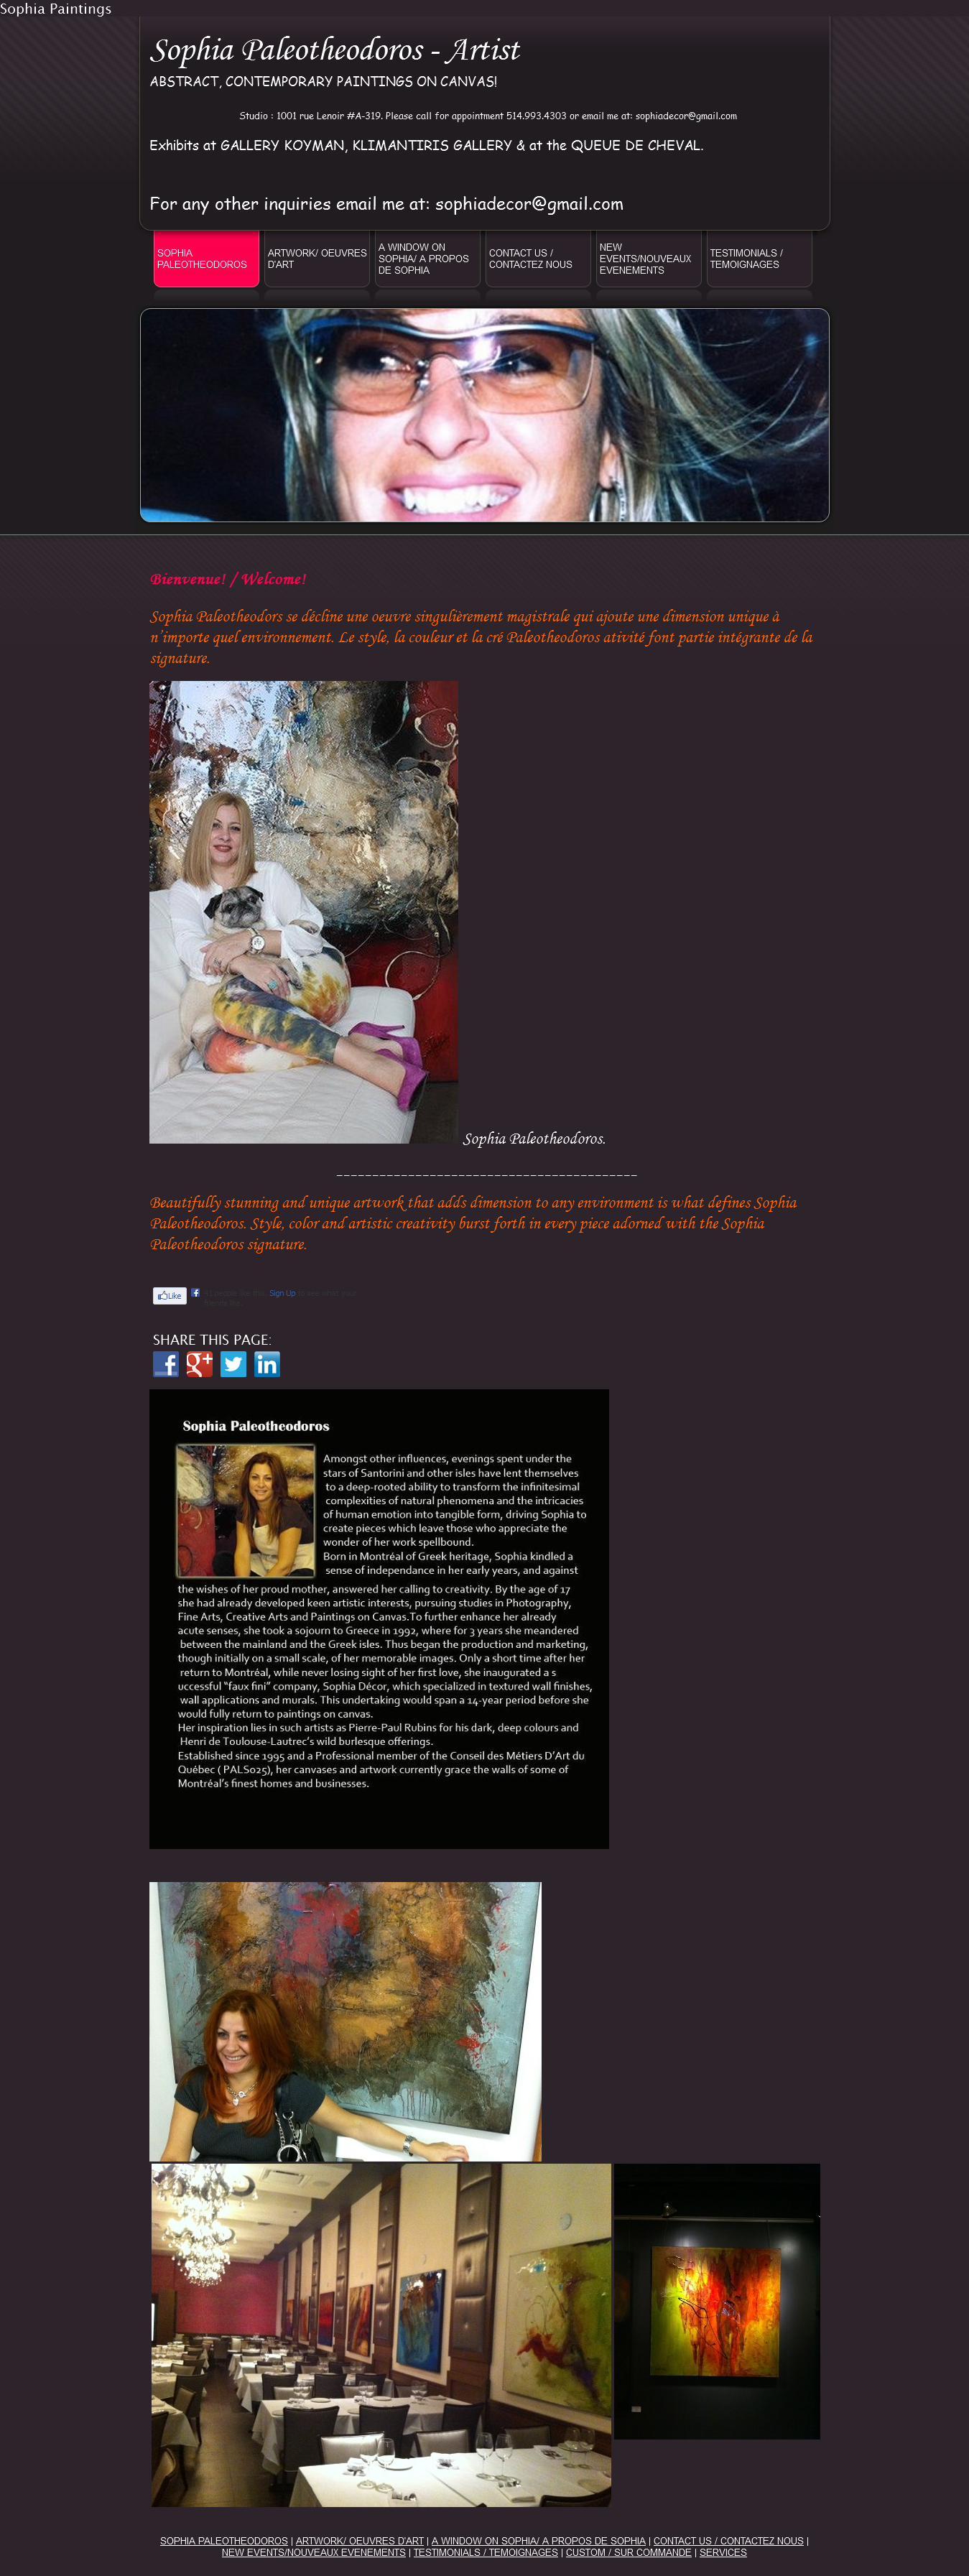 Sophia Paintings
Sophia Paleotheodoros - Artist
ABSTRACT, CONTEMPORARY PAINTINGS ON CANVAS!
Studio : 1001 rue Lenoir #A-319. Please call for appointment 514.993.4303 or email me at: sophiadecor@gmail.com
Exhibits at GALLERY KOYMAN, KLIMANTIRIS GALLERY & at the QUEUE DE CHEVAL.
For any other inquiries email me at: sophiadecor@gmail.com
SOPHIA
PALEOTHEODOROS
ARTWORK/ OEUVRES
D'ART
A WINDOW ON
SOPHIA/ A PROPOS
DE SOPHIA
CONTACT US /
CONTACTEZ NOUS
NEW
EVENTS/NOUVEAUX
EVENEMENTS
TESTIMONIALS /
TEMOIGNAGES
Bienvenue! / Welcome!
Sophia Paleotheodors se décline une oeuvre singulièrement magistrale qui ajoute une dimension unique à
n'importe quel environnement. Le style, la couleur et la cré Paleotheodoros ativité font partie intégrante de la
signature.
Sophia Paleotheodoros.
__________________________________________
Beautifully stunning and unique artwork that adds dimension to any environment is what defines Sophia
Paleotheodoros. Style, color and artistic creativity burst forth in every piece adorned with the Sophia
Paleotheodoros signature.
Like
Sign Up
SHARE THIS PAGE:
Sophia Paleotheodoros
Amongst other influences, evenings spent under the
stars of Santorini and other isles have lent themselves
to a deep-rooted ability to transform the infinitesimal
complexities of natural phenomena and the intricacies
of human emotion into tangible form, driving Sophia to
create pieces which leave those who appreciate the
wonder of her work spellbound.
Born in Montréal of Greek heritage, Sophia kindled a
sense of independance in her early years, and against
the wishes of her proud mother, answered her calling to creativity. By the age of 17
she had already developed keen artistic interests, pursuing studies in Photography,
Fine Arts, Creative Arts and Paintings on Canvas.To further enhance her already
acute senses, she took a sojourn to Greece in 1992, where for 3 years she meandered
between the mainland and the Greek isles. Thus began the production and marketing,
though initially on a small scale, of her memorable images. Only a short time after her
return to Montréal, while never losing sight of her first love, she inaugurated a s
uccessful "faux fini" company, Sophia Décor, which specialized in textured wall finishes,
wall applications and murals. This undertaking would span a 14-year period before she
would fully return to paintings on canvas.
Her inspiration lies in such artists as Pierre-Paul Rubins for his dark, deep colours and
Henri de Toulouse-Lautrec's wild burlesque offerings.
Established since 1995 and a Professional member of the Conseil des Métiers D'Art du
Québec ( PALS025), her canvases and artwork currently grace the walls of some of
Montréal's finest homes and businesses.
SOPHIA PALEOTHEODOROS | ARTWORK/ OEUVRES D'ART | A WINDOW ON SOPHIA/ A PROPOS DE SOPHIA | CONTACT US / CONTACTEZ NOUS |
NEW EVENTS/NOUVEAUX EVENEMENTS | TESTIMONIALS / TEMOIGNAGES | CUSTOM / SUR COMMANDE | SERVICES